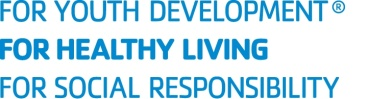 FOR YOUTH DEVELOPMENT®
FOR HEALTHY LIVING
FOR SOCIAL RESPONSIBILITY